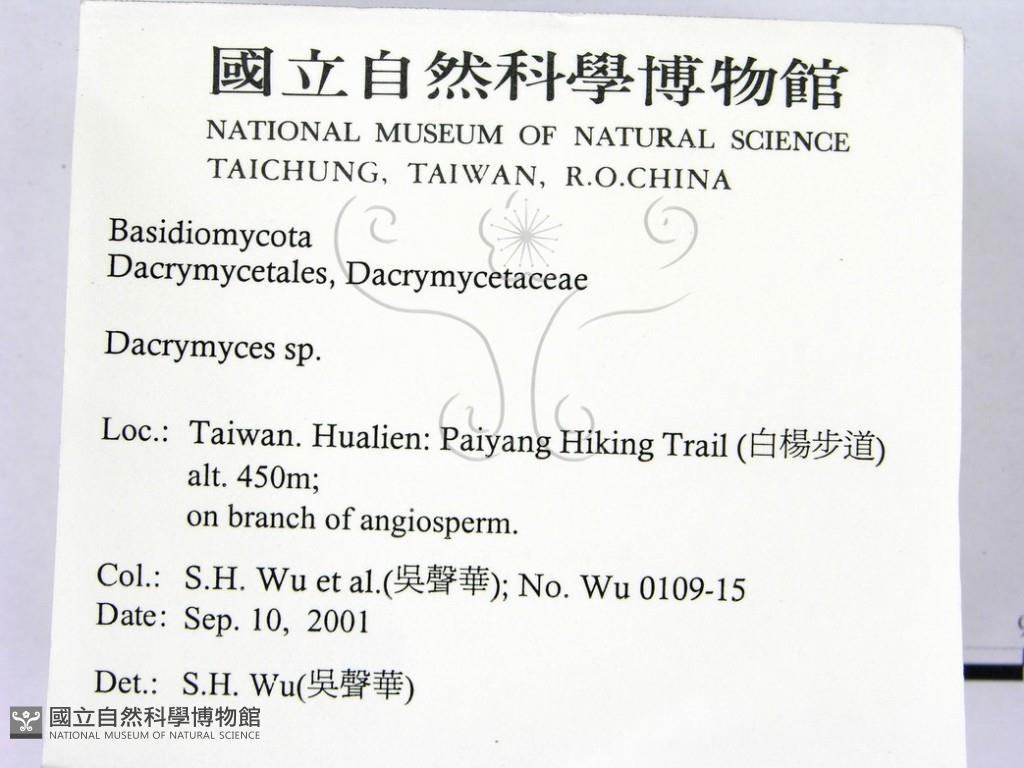 國立自然科學博物館
NATIONAL MUSEUM OF NATURAL SCIENCE
TAICHUNG, TAIWAN, R.O.CHINA
Basidiomycota
Dacrymycetales, Dacrymycetaceae
Dacrymyces sp.
Loc.: Taiwan. Hualien: Paiyang Hiking Trail (白楊步道)
alt. 450m;
on branch of angiosperm.
Col.: S.H. Wu et al.(吳聲華); No. Wu 0109-15
Date: Sep. 10, 2001
Det.: S.H. Wu(吳聲華)
國立自然科學博物館
NATIONAL MUSEUM OF NATURAL SCIENCE